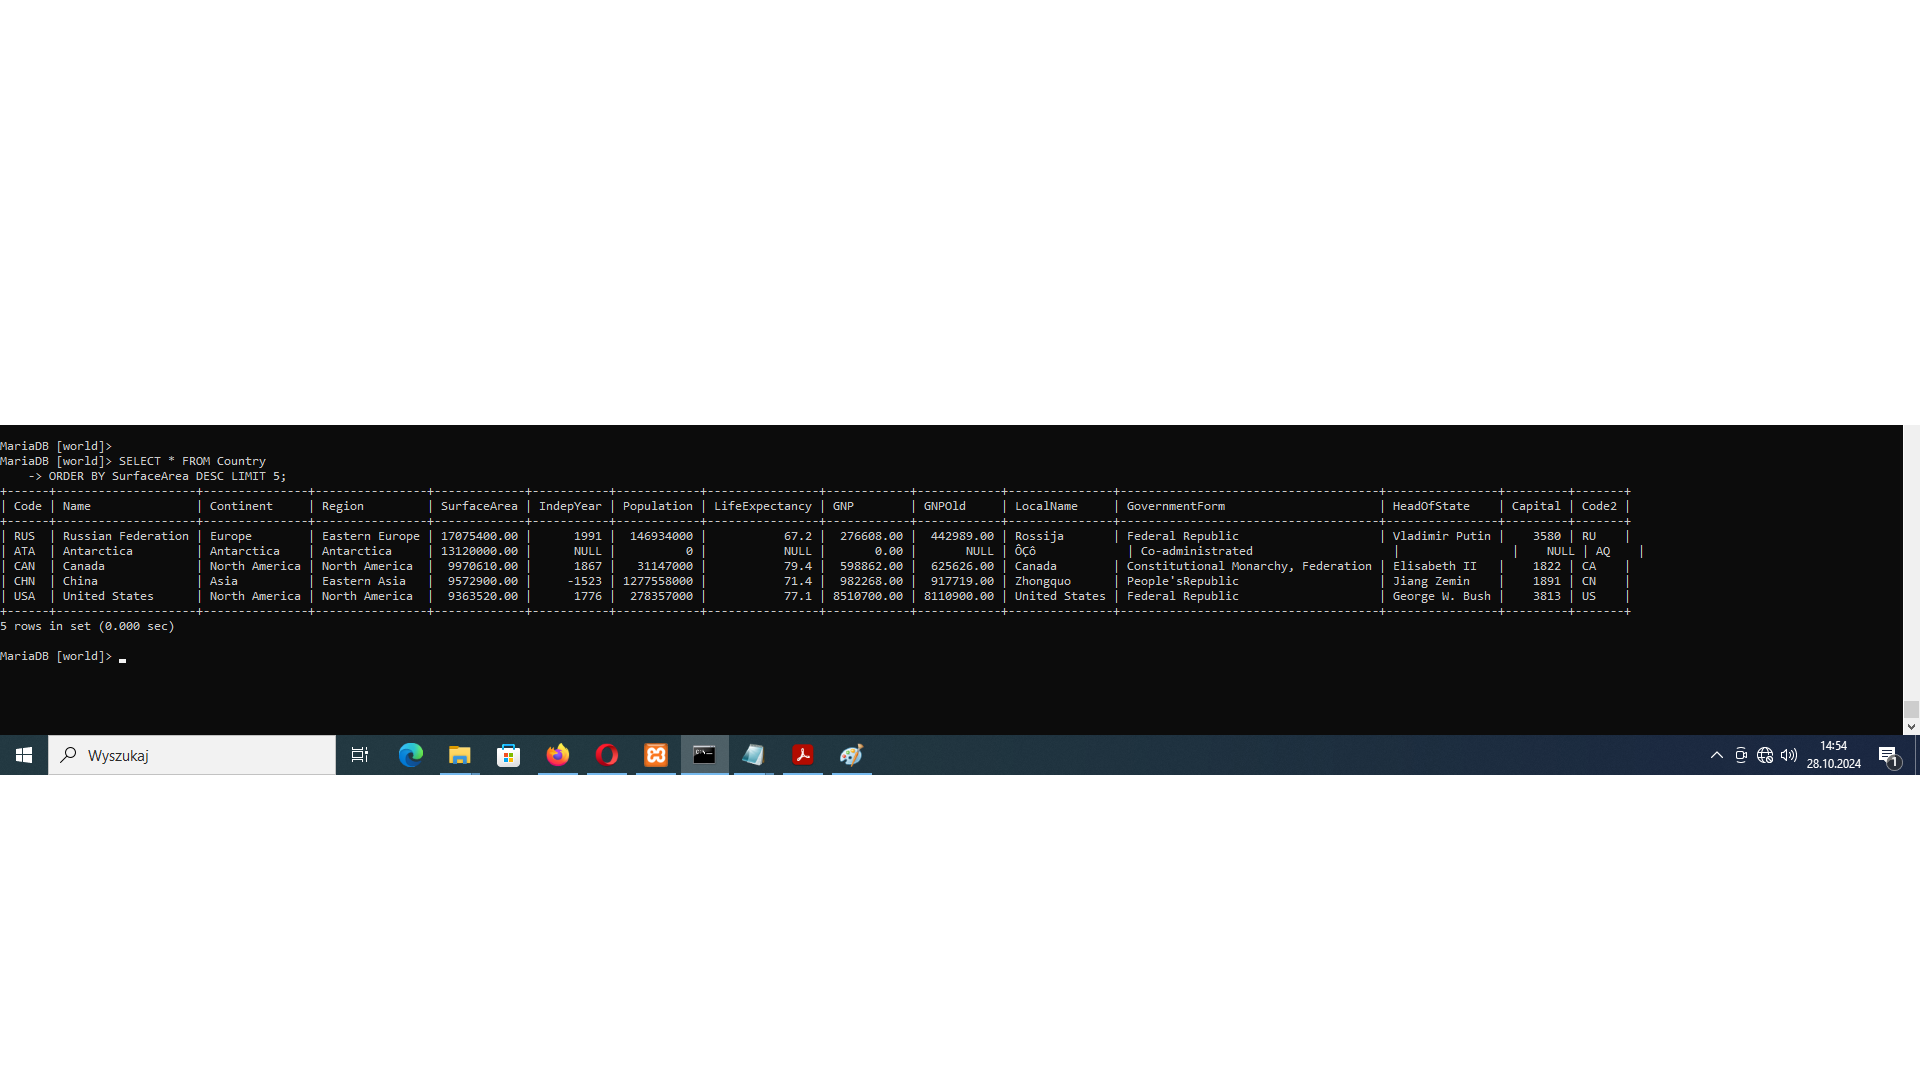 MariaDB [world]>
MariaDB [world]> SELECT * FROM Country
    -> ORDER BY SurfaceArea DESC LIMIT 5;
+------+--------------------+---------------+----------------+-------------+-----------+------------+----------------+------------+------------+---------------+-------------------------------------+----------------+---------+-------+
| Code | Name               | Continent     | Region         | SurfaceArea | IndepYear | Population | LifeExpectancy | GNP        | GNPOld     | LocalName     | GovernmentForm                      | HeadOfState    | Capital | Code2 |
+------+--------------------+---------------+----------------+-------------+-----------+------------+----------------+------------+------------+---------------+-------------------------------------+----------------+---------+-------+
| RUS  | Russian Federation | Europe        | Eastern Europe | 17075400.00 |      1991 |  146934000 |           67.2 |  276608.00 |  442989.00 | Rossija       | Federal Republic                    | Vladimir Putin |    3580 | RU    |
| ATA  | Antarctica         | Antarctica    | Antarctica     | 13120000.00 |      NULL |          0 |           NULL |       0.00 |       NULL | ÔÇô             | Co-administrated                    |                |    NULL | AQ    |
| CAN  | Canada             | North America | North America  |  9970610.00 |      1867 |   31147000 |           79.4 |  598862.00 |  625626.00 | Canada        | Constitutional Monarchy, Federation | Elisabeth II   |    1822 | CA    |
| CHN  | China              | Asia          | Eastern Asia   |  9572900.00 |     -1523 | 1277558000 |           71.4 |  982268.00 |  917719.00 | Zhongquo      | People'sRepublic                    | Jiang Zemin    |    1891 | CN    |
| USA  | United States      | North America | North America  |  9363520.00 |      1776 |  278357000 |           77.1 | 8510700.00 | 8110900.00 | United States | Federal Republic                    | George W. Bush |    3813 | US    |
+------+--------------------+---------------+----------------+-------------+-----------+------------+----------------+------------+------------+---------------+-------------------------------------+----------------+---------+-------+
5 rows in set (0.000 sec)
MariaDB [world]>
Wyszukaj
14:54
28.10.2024
1